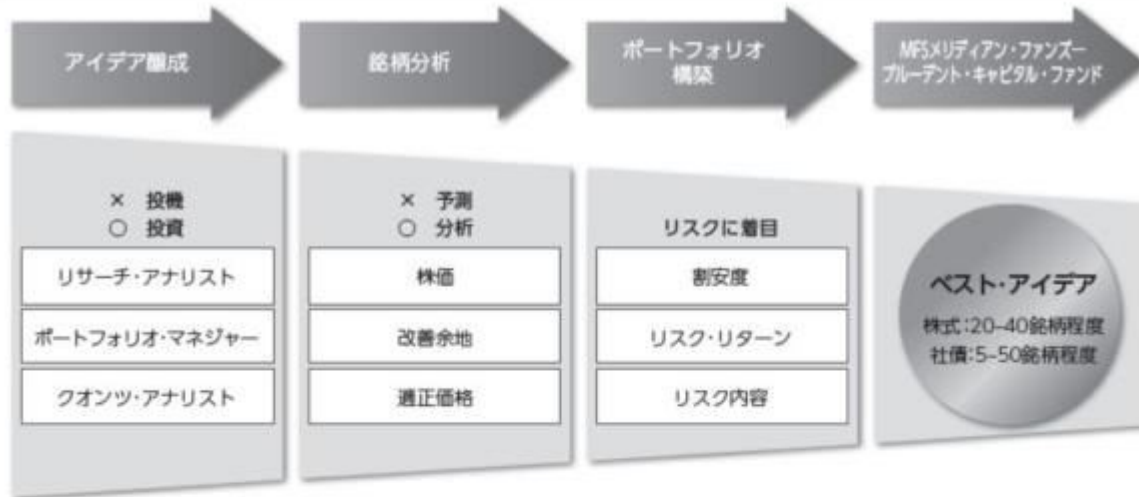 アイデア醸成
銘柄分析
ポートフォリオ
構築
MFSメリディアン・ファンズー
プルーデント・キャピタル・ファンド
× 投機
○ 投資
リサーチ・アナリスト
ポートフォリオ・マネジャー
クオンツ・アナリスト
× 予測
○ 分析
株価
改善余地
適正価格
リスクに着目
割安度
リスク・リターン
リスク内容
ベスト・アイデア
株式:20–40銘柄程度
社債:5–50銘柄程度